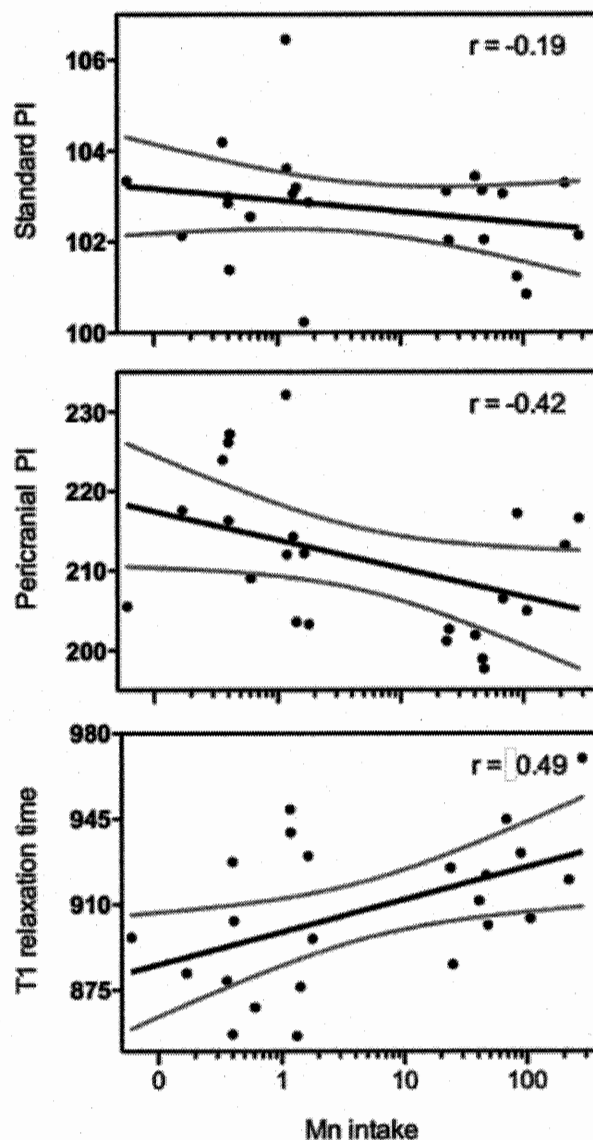 r = -0.19
Standard PI
106
104
102
100
r = -0.42
Pericranial PI
230
220
210
200
r = 0.49
T1 relaxation time
980
945
910
875
0 1 10 100
Mn intake